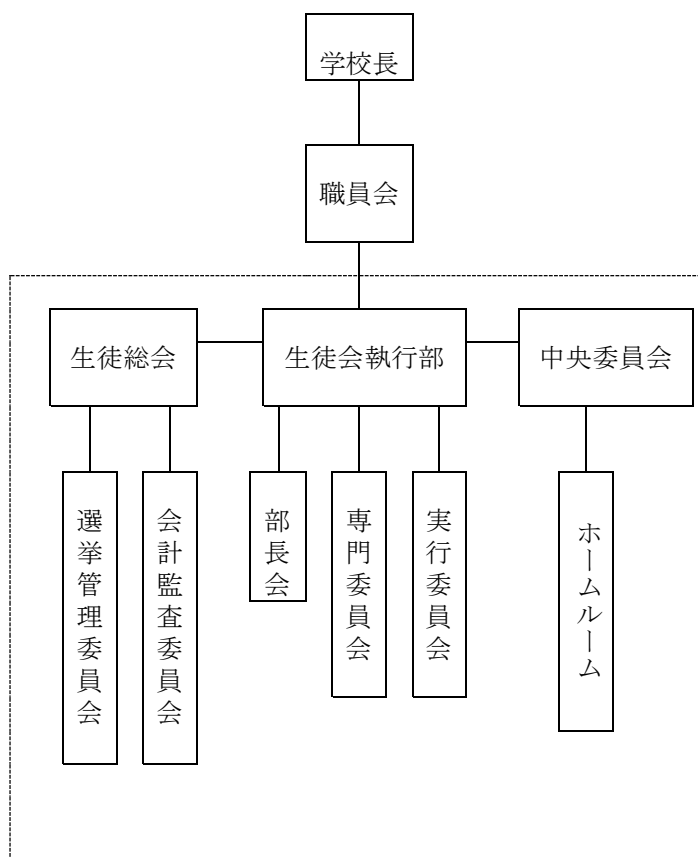 学校長
職員会
生徒総会
生徒会執行部
中央委員会
選挙管理委員会
会計監査委員会
部長会
専門委員会
実行委員会
ホームルーム